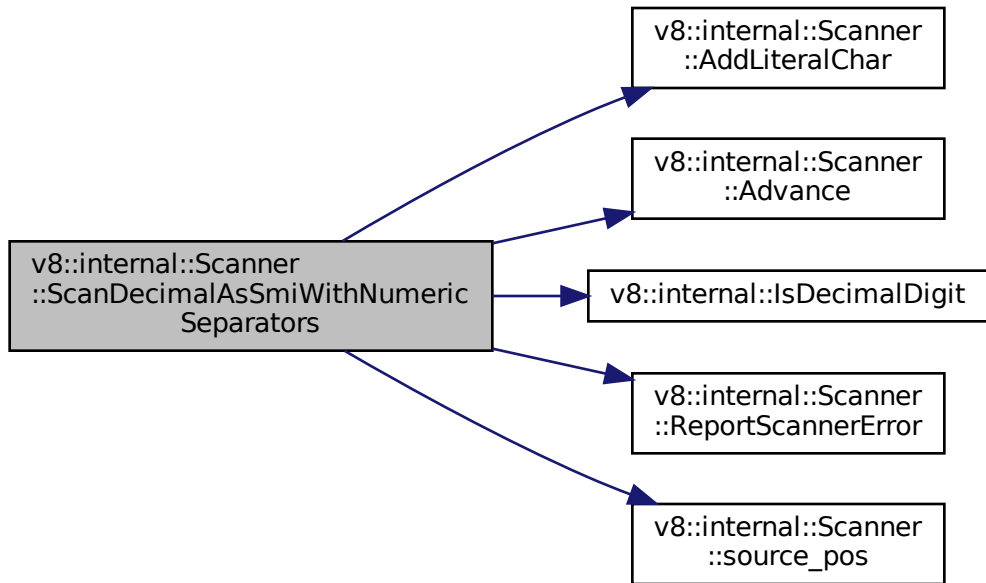 v8::internal::Scanner
::AddLiteralChar
v8::internal::Scanner
::Advance
v8::internal::Scanner
::ScanDecimalAsSmiWithNumeric
Separators
v8::internal::IsDecimalDigit
v8::internal::Scanner
::ReportScannerError
v8::internal::Scanner
::source_pos